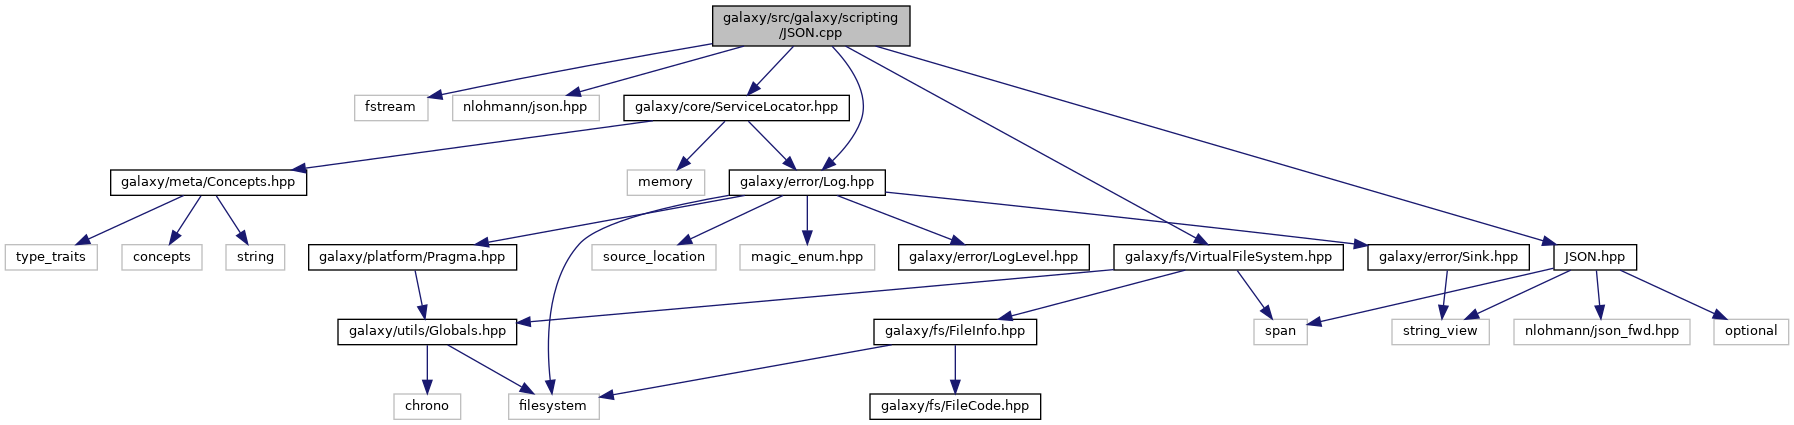 galaxy/src/galaxy/scripting
/JSON.cpp
fstream
nlohmann/json.hpp
galaxy/core/ServiceLocator.hpp
galaxy/meta/Concepts.hpp
memory
galaxy/error/Log.hpp
type_traits
concepts
string
galaxy/platform/Pragma.hpp
source_location
magic_enum.hpp
galaxy/error/LogLevel.hpp
galaxy/fs/VirtualFileSystem.hpp
galaxy/error/Sink.hpp
JSON.hpp
galaxy/utils/Globals.hpp
galaxy/fs/FileInfo.hpp
span
string_view
nlohmann/json_fwd.hpp
optional
chrono
filesystem
galaxy/fs/FileCode.hpp